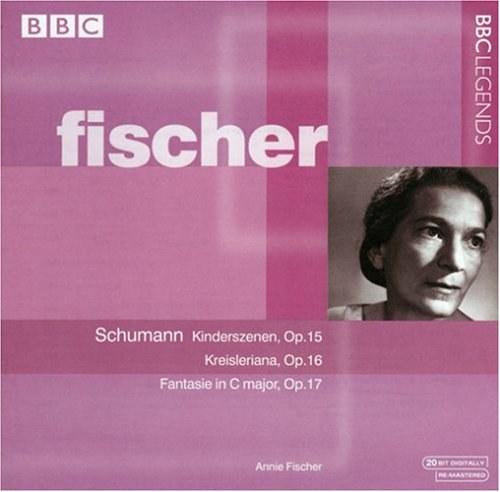 BBC
BBC LEGENDS
fischer
Schumann Kinderszenen, Op.15
Kreisleriana, Op.16
Fantasie in C major, Op.17
Annie Fischer
20 BIT DIGITALLY
RE-MASTERED